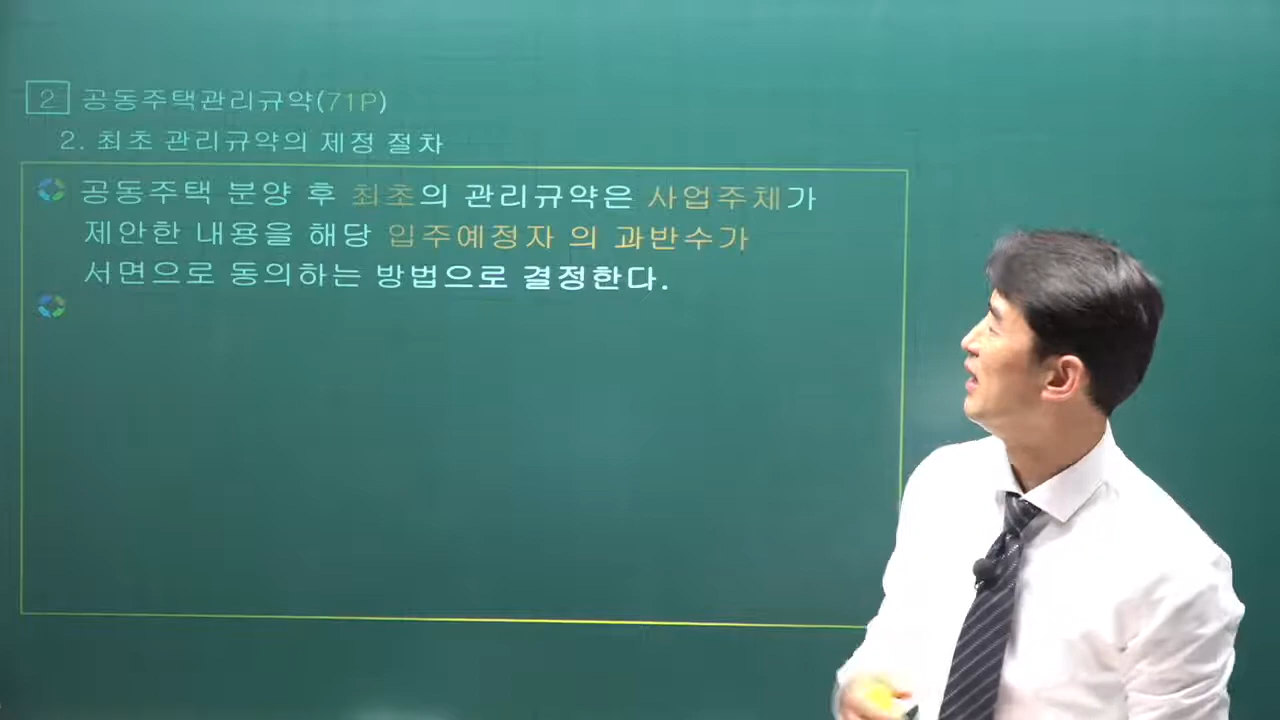 2 공동주택관리규약(71P)
2. 최초 관리규약의 제정 절차
공동주택 분양 후 최초의 관리규약은 사업주체가
제안한 내용을 해당 입주예정자 의 과반수가
서면으로 동의하는 방법으로 결정한다.